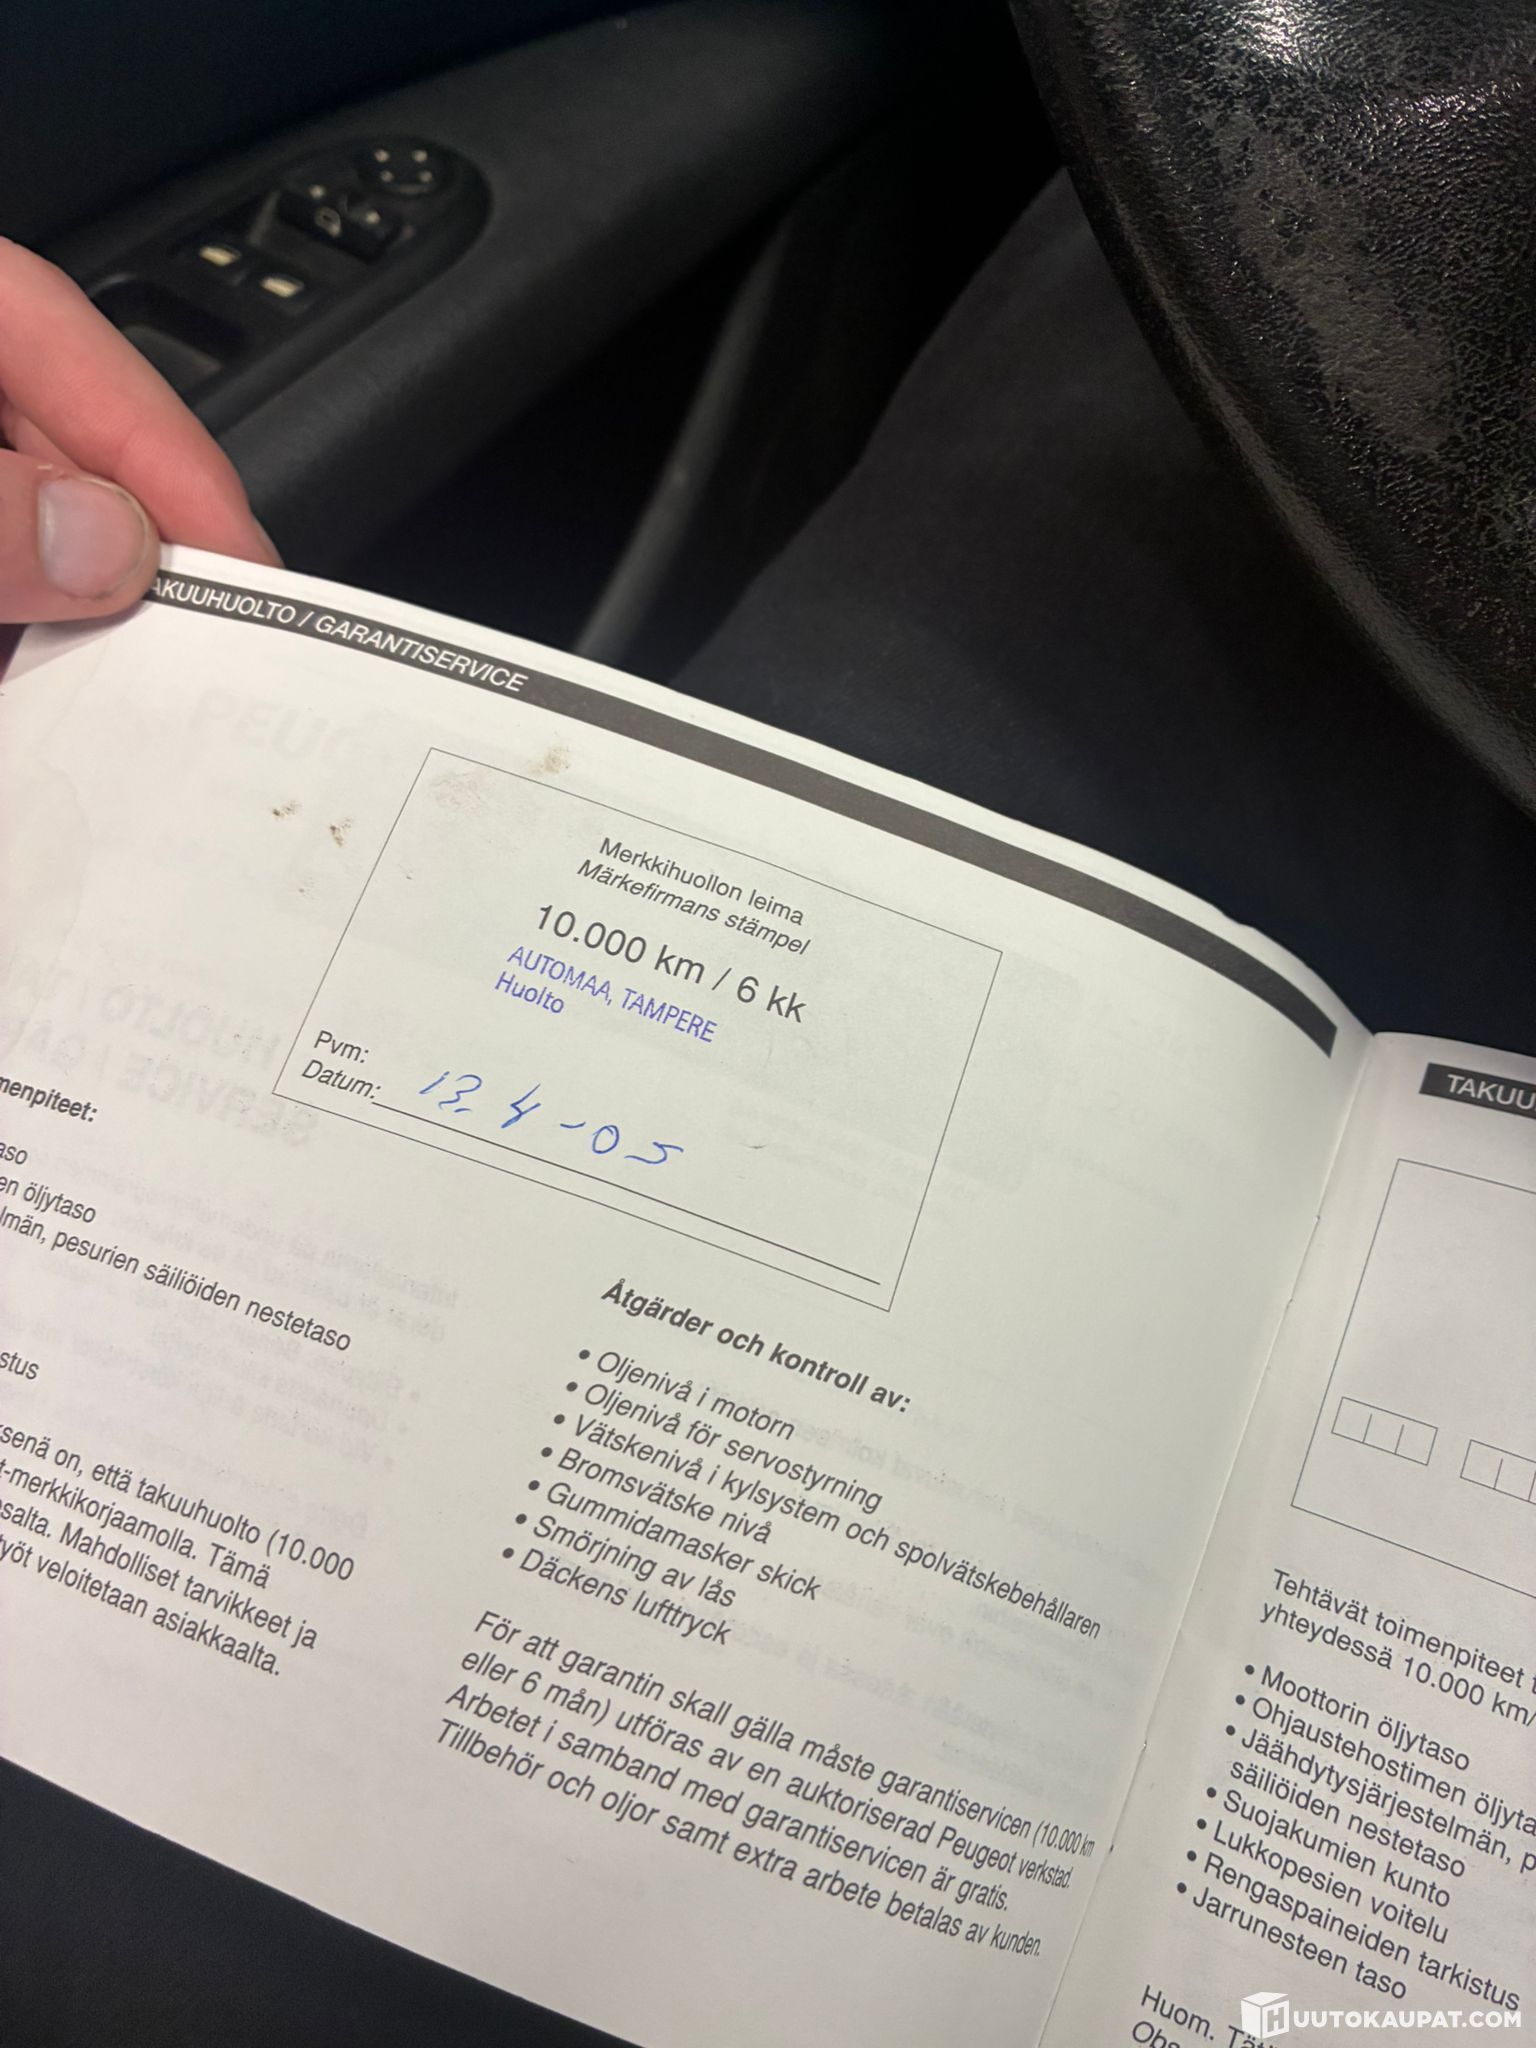 AKUUHUOLTO / GARANTISERVICE
Merkkihuollon leima
Märkefirmans stämpel
10.000 km / 6 kk
AUTOMAA, TAMPERE
Huolto
Pvm:
Datum: 13. 4 -05
menpiteet:
aso
en öljytaso
lmän, pesurien säiliöiden nestetaso
stus
ksenä on, että takuuhuolto (10.000
t-merkkikorjaamolla. Tämä
osalta. Mahdolliset tarvikkeet ja
työt veloitetaan asiakkaalta.
Åtgärder och kontroll av:
• Oljenivå i motorn
• Oljenivå för servostyrning
• Vätskenivå i kylsystem och spolvätskebehållaren
• Bromsvätske nivå
• Gummidamasker skick
• Smörjning av lås
• Däckens lufttryck
För att garantin skall gälla måste garantiservicen (10.000 km
eller 6 mån) utföras av en auktoriserad Peugeot verkstad.
Arbetet i samband med garantiservicen är gratis.
Tillbehör och oljor samt extra arbete betalas av kunden.
TAKUU
Tehtävät toimenpiteet t
yhteydessä 10.000 km/
• Moottorin öljytaso
• Ohjaustehostimen öljyta
• Jäähdytysjärjestelmän, p
säiliöiden nestetaso
• Suojakumien kunto
• Lukkopesien voitelu
• Rengaspaineiden tarkistus
• Jarrunesteen taso
Huom. Tät
Obs
HUUTOKAUPAT.COM